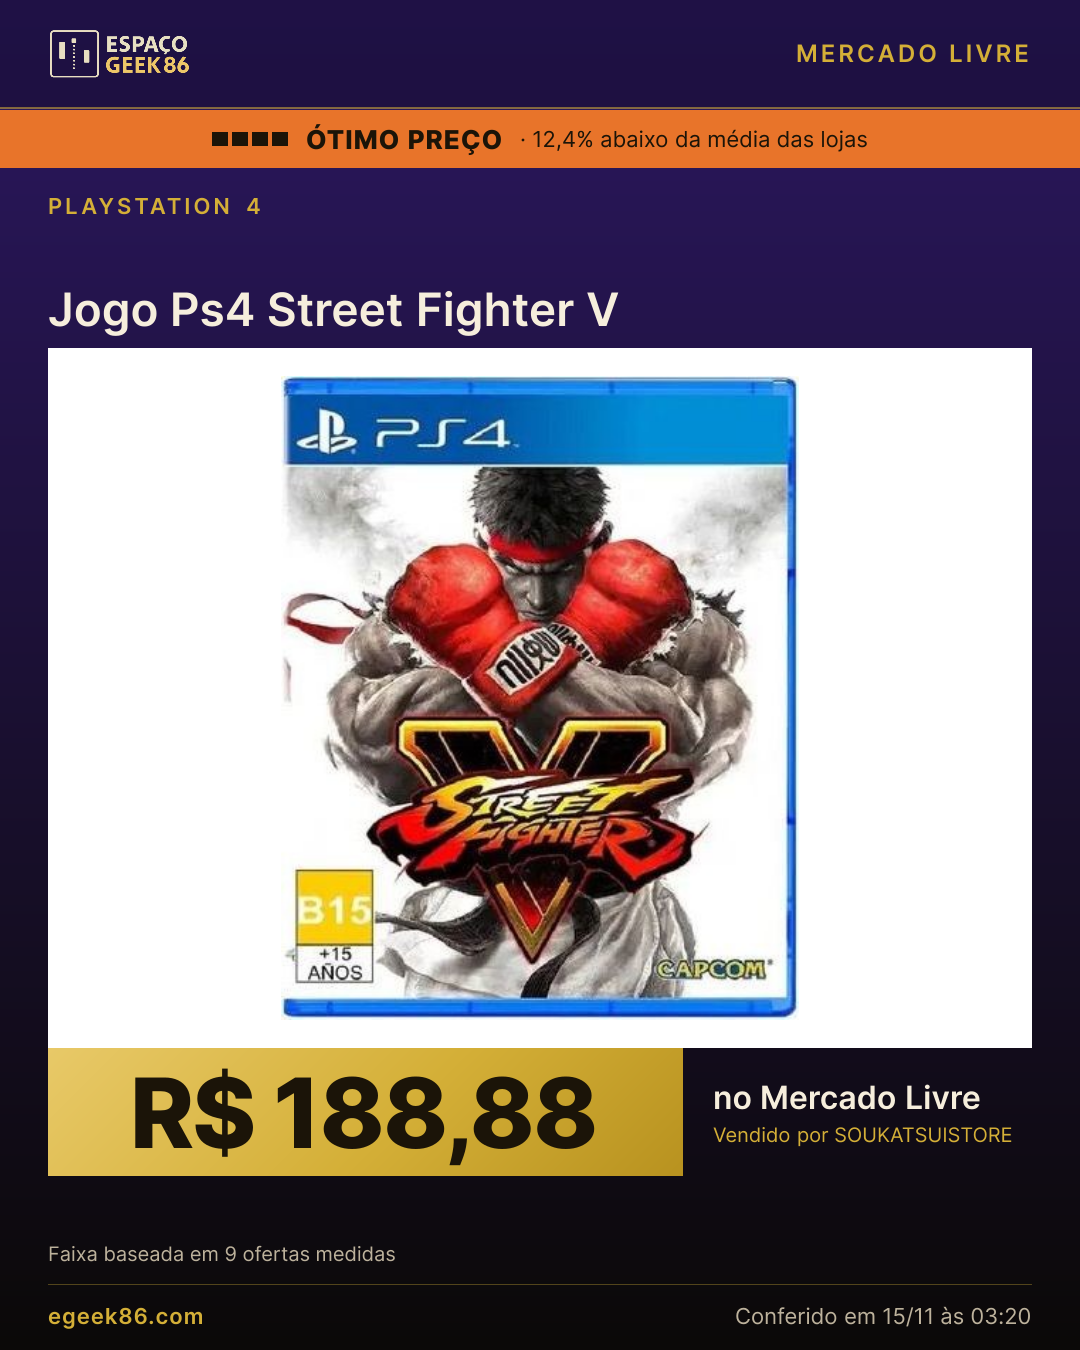 ESPAÇO
GEEK86
MERCADO LIVRE
ÓTIMO PREÇO · 12,4% abaixo da média das lojas
PLAYSTATION 4
Jogo Ps4 Street Fighter V
PS4
V
STREET
FIGHTER
B15
+15
AÑOS
CAPCOM
R$ 188,88
no Mercado Livre
Vendido por SOUKATSUISTORE
Faixa baseada em 9 ofertas medidas
egeek86.com
Conferido em 15/11 às 03:20